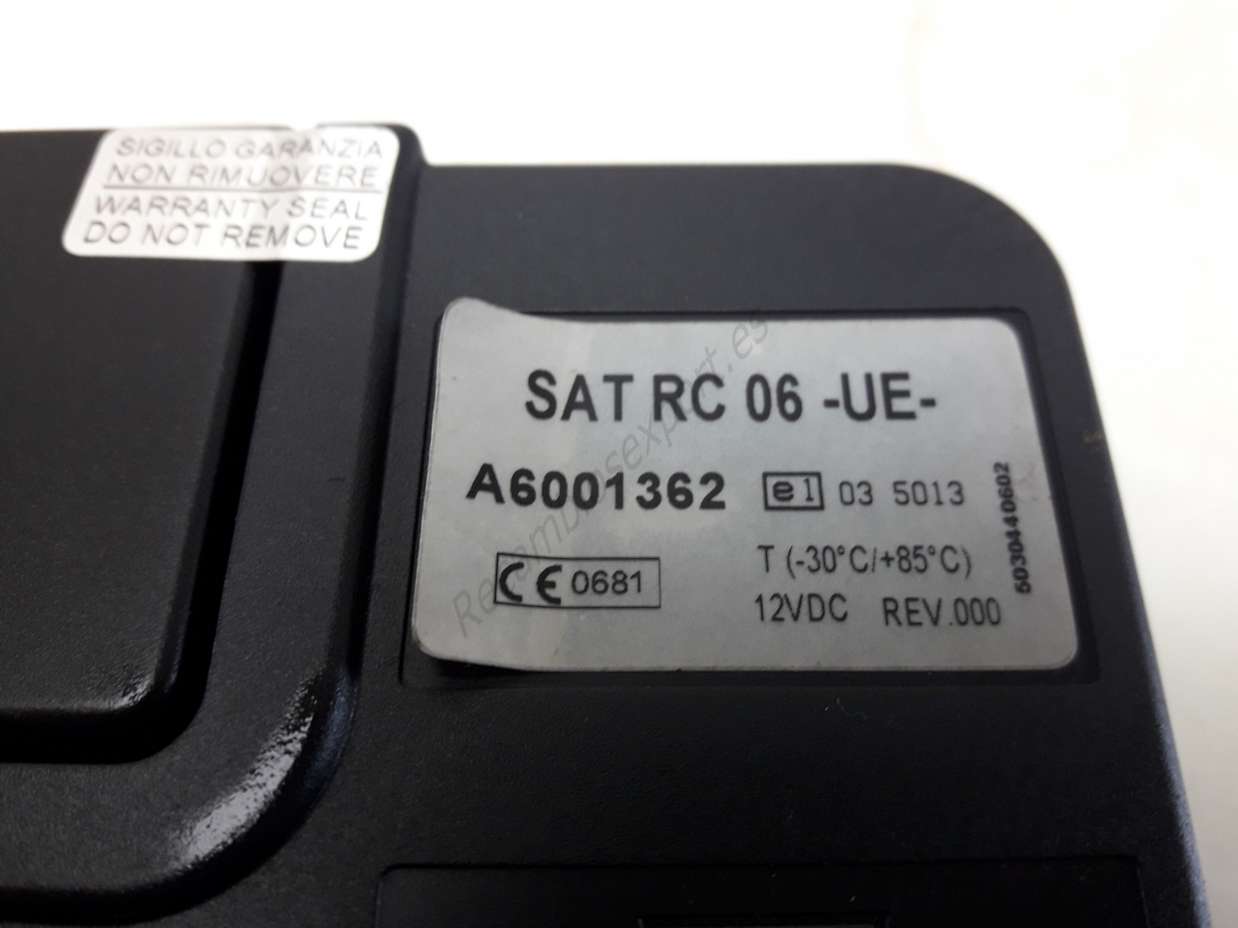 SIGILLO GARANZIA
NON RIMUOVERE
WARRANTY SEAL
DO NOT REMOVE
SAT RC 06 -UE-
A6001362 e1 03 5013
CE 0681 T (-30°C/+85°C)
12VDC REV.000
5030440602
Recambiosexpert.es